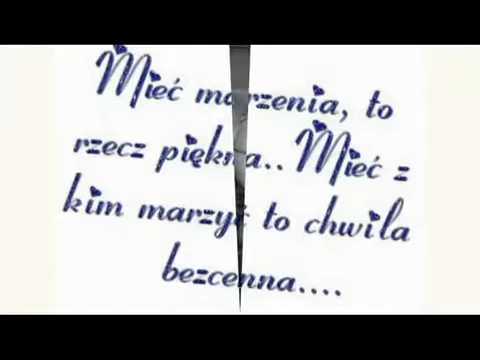 Mieć marzenia, to
rzecz piękna.. Mieć z
kim marzyć to chwila
bezcenna....